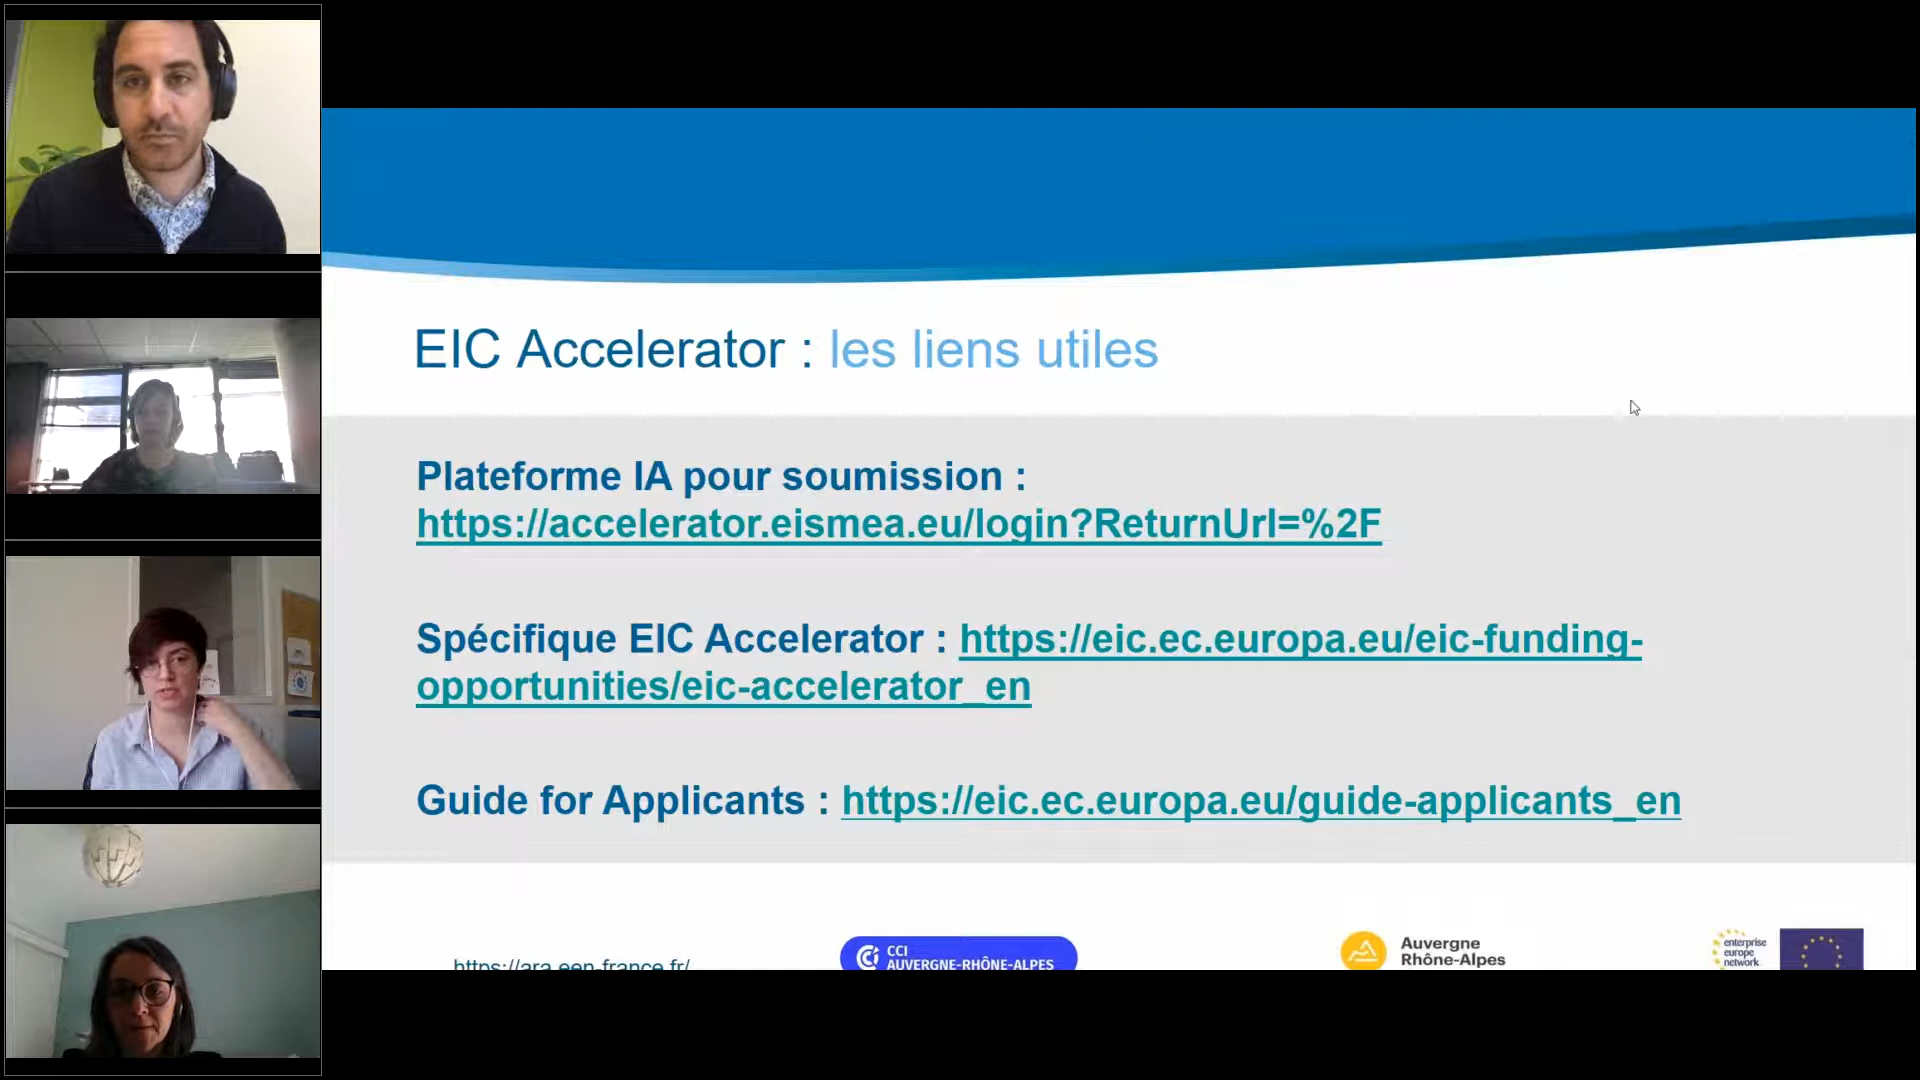 EIC Accelerator : les liens utiles
Plateforme IA pour soumission :
https://accelerator.eismea.eu/login?ReturnUrl=%2F
Spécifique EIC Accelerator : https://eic.ec.europa.eu/eic-funding-
opportunities/eic-accelerator_en
Guide for Applicants : https://eic.ec.europa.eu/guide-applicants_en
https://ara.een-france.fr/
CCI
AUVERGNE-RHÔNE-ALPES
Auvergne
Rhône-Alpes
enterprise
europe
network